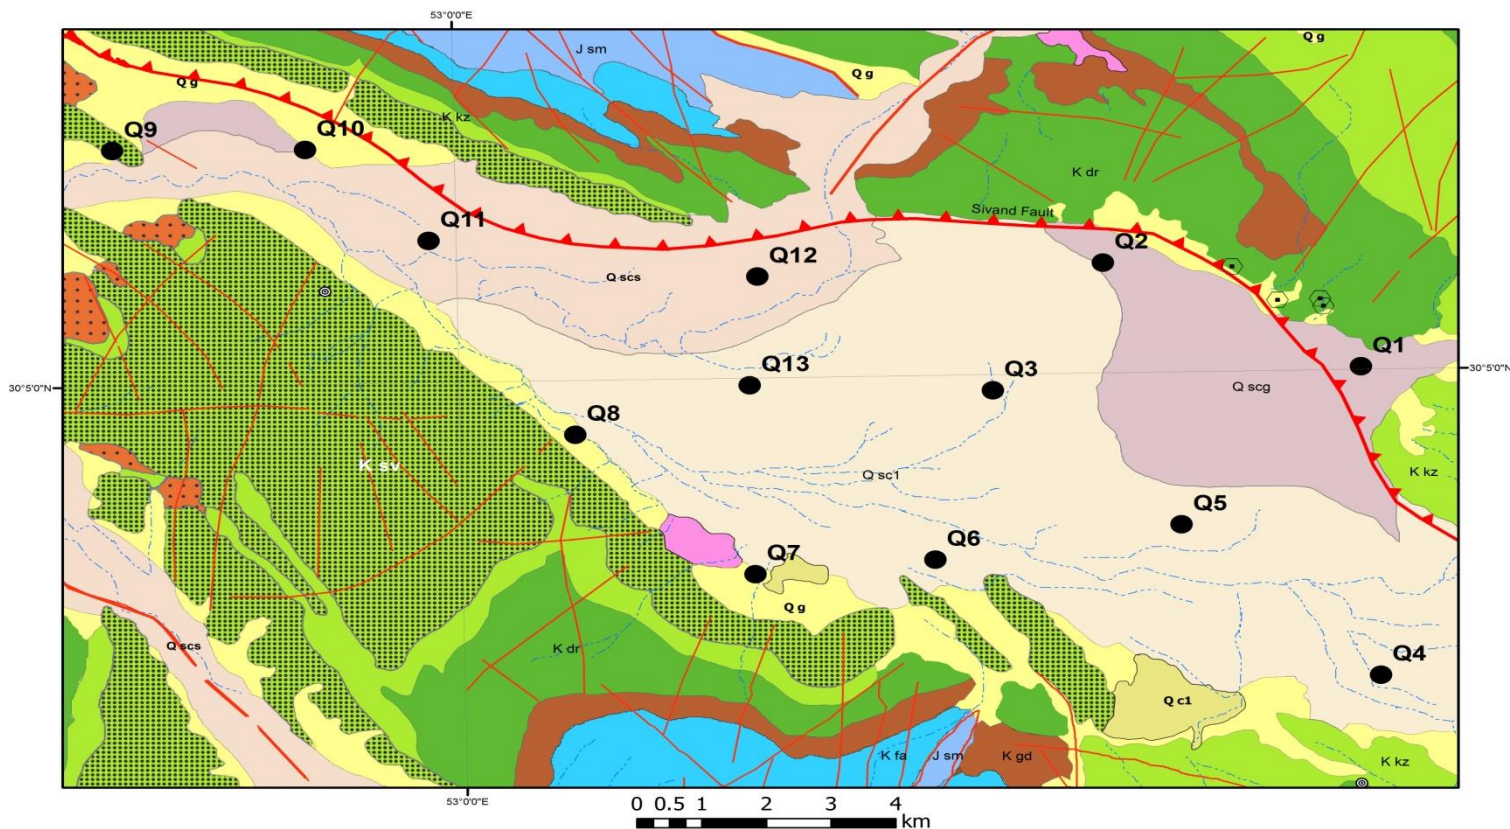 53°0'0"E
Q g
J sm
Q g
Q g
K kz
Q9
Q10
K dr
Sivand Fault
Q11
Q2
Q12
Q scs
Q1
Q13
Q3
30°5'0"N
30°5'0"N
Q scg
Q8
K sv
Q sc1
K kz
Q5
Q6
Q7
Q g
Q scs
K dr
Q4
Q c1
K fa
J sm
K gd
K kz
53°0'0"E
0 0.5 1 2 3 4
km